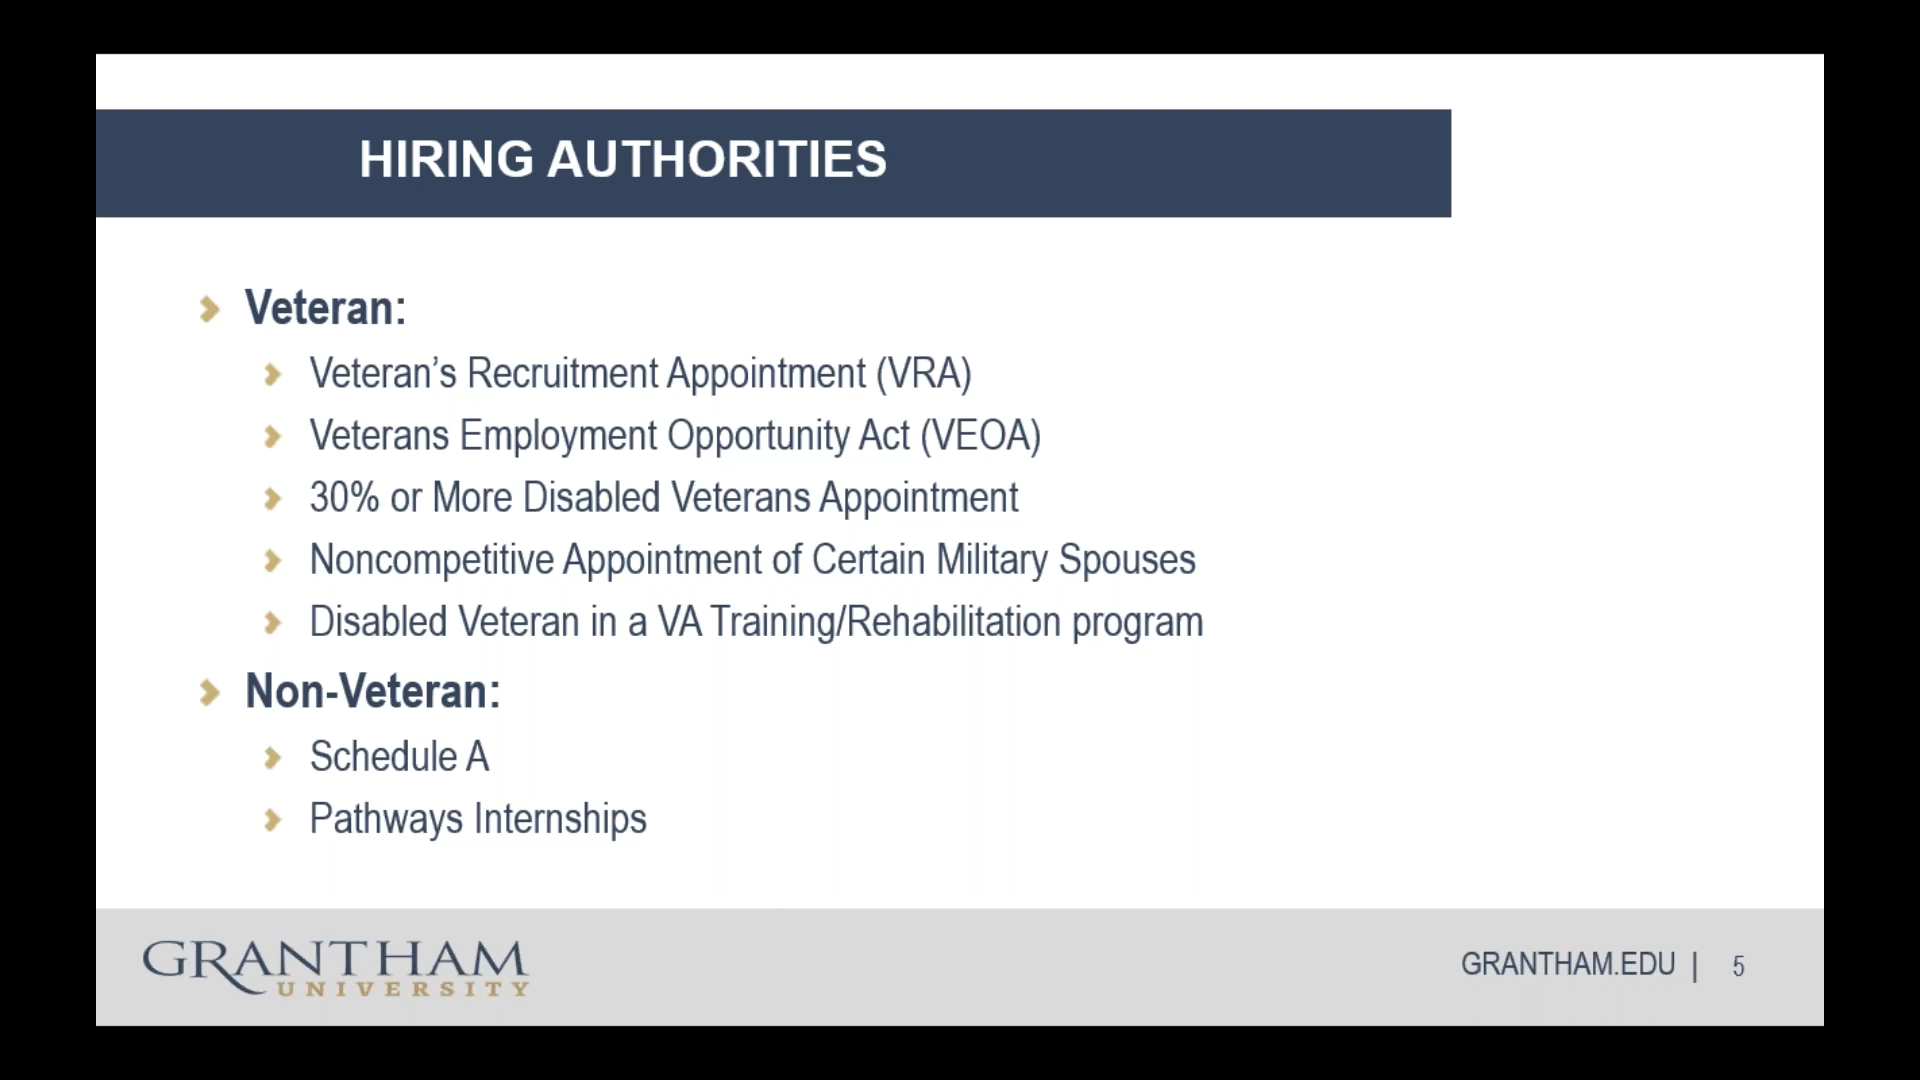 HIRING AUTHORITIES
Veteran:
Veteran’s Recruitment Appointment (VRA)
Veterans Employment Opportunity Act (VEOA)
30% or More Disabled Veterans Appointment
Noncompetitive Appointment of Certain Military Spouses
Disabled Veteran in a VA Training/Rehabilitation program
Non-Veteran:
Schedule A
Pathways Internships
GRANTHAM
UNIVERSITY
GRANTHAM.EDU | 5